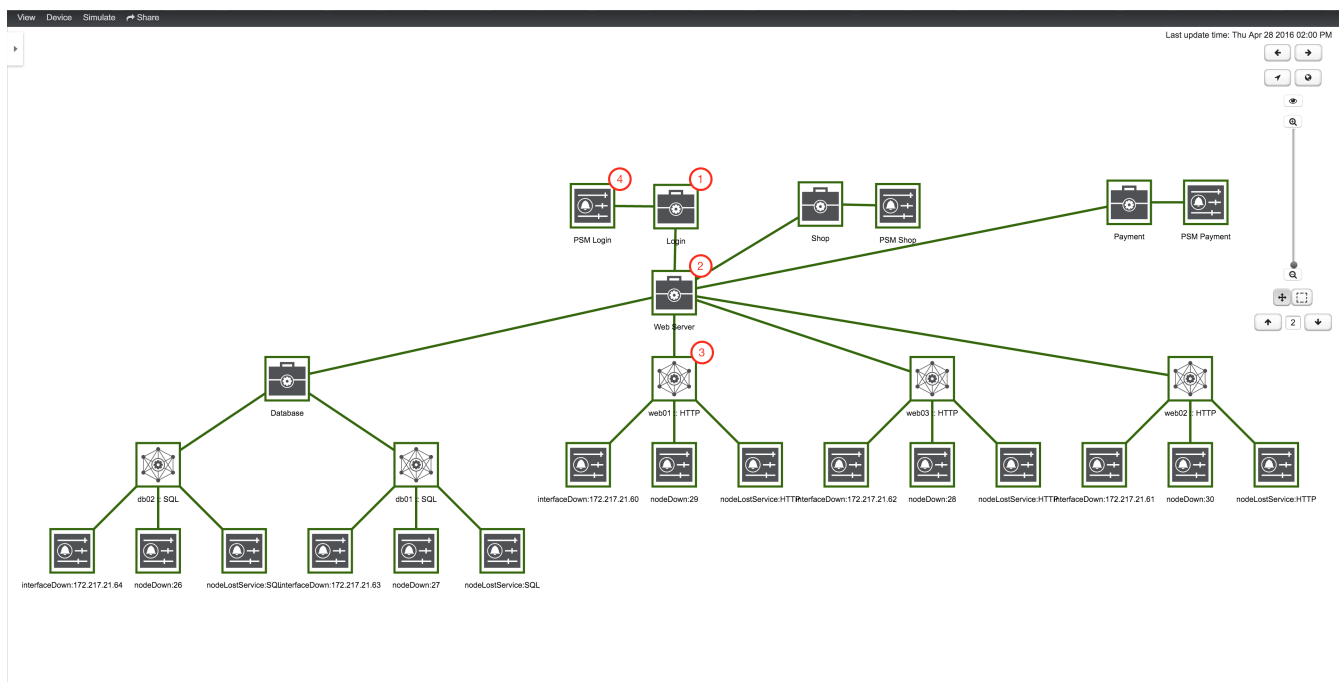 View Device Simulate Share
Last update time: Thu Apr 28 2016 02:00 PM
4
1
PSM Login
Login
Shop
PSM Shop
Payment
PSM Payment
2
Web Server
2
3
Database
web01 :: HTTP
web03 :: HTTP
web02 :: HTTP
db02 :: SQL
db01 :: SQL
interfaceDown:172.217.21.60
nodeDown:29
nodeLostService:HTTP
interfaceDown:172.217.21.62
nodeDown:28
nodeLostService:HTTP
interfaceDown:172.217.21.61
nodeDown:30
nodeLostService:HTTP
interfaceDown:172.217.21.64
nodeDown:26
nodeLostService:SQL
interfaceDown:172.217.21.63
nodeDown:27
nodeLostService:SQL